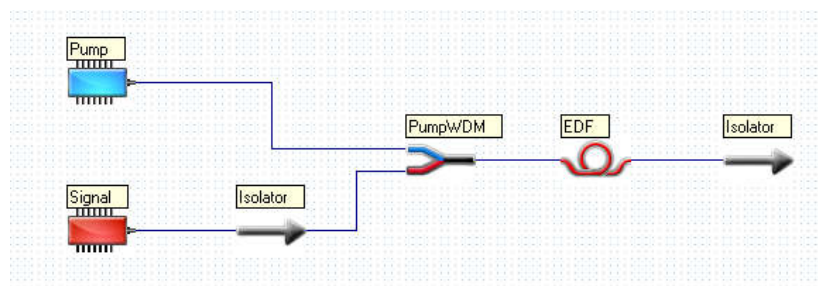 Pump
PumpWDM
EDF
Isolator
Signal
Isolator